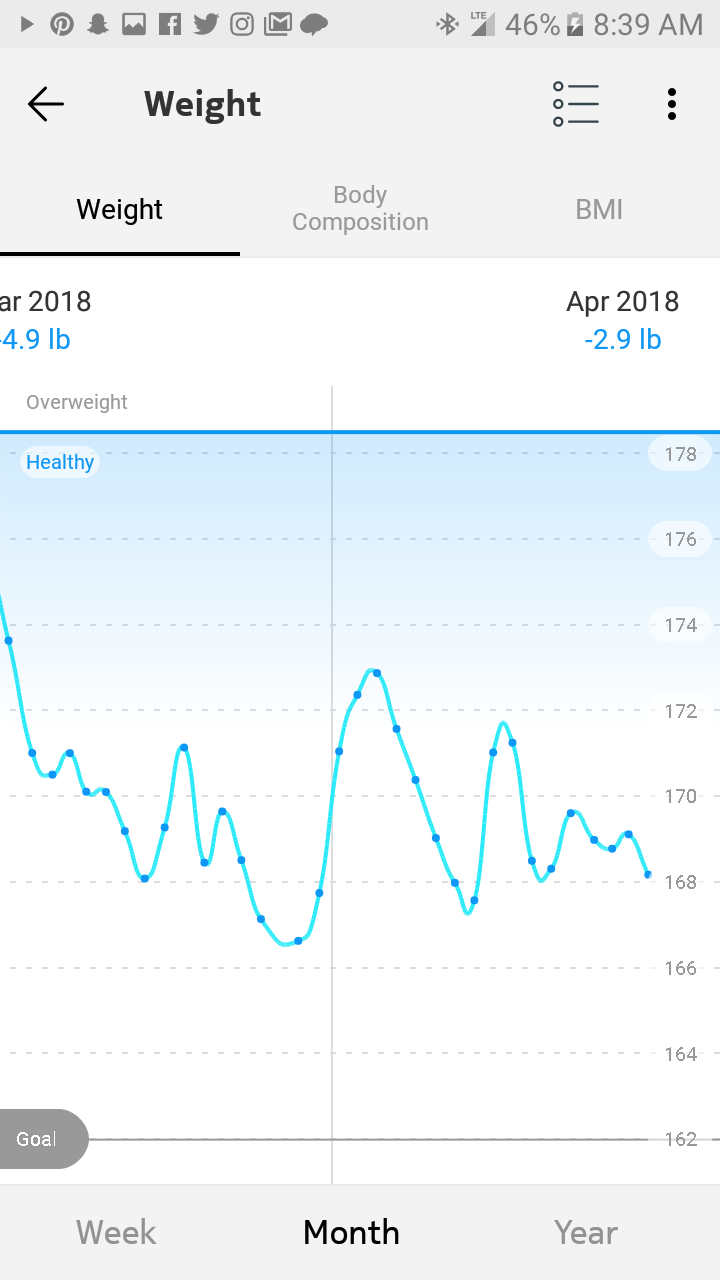 LTE 46% 8:39 AM
Weight
Weight
Body
Composition
BMI
ar 2018
Apr 2018
-4.9 lb
-2.9 lb
Overweight
Healthy
178
176
174
172
170
168
166
164
Goal
162
Week
Month
Year